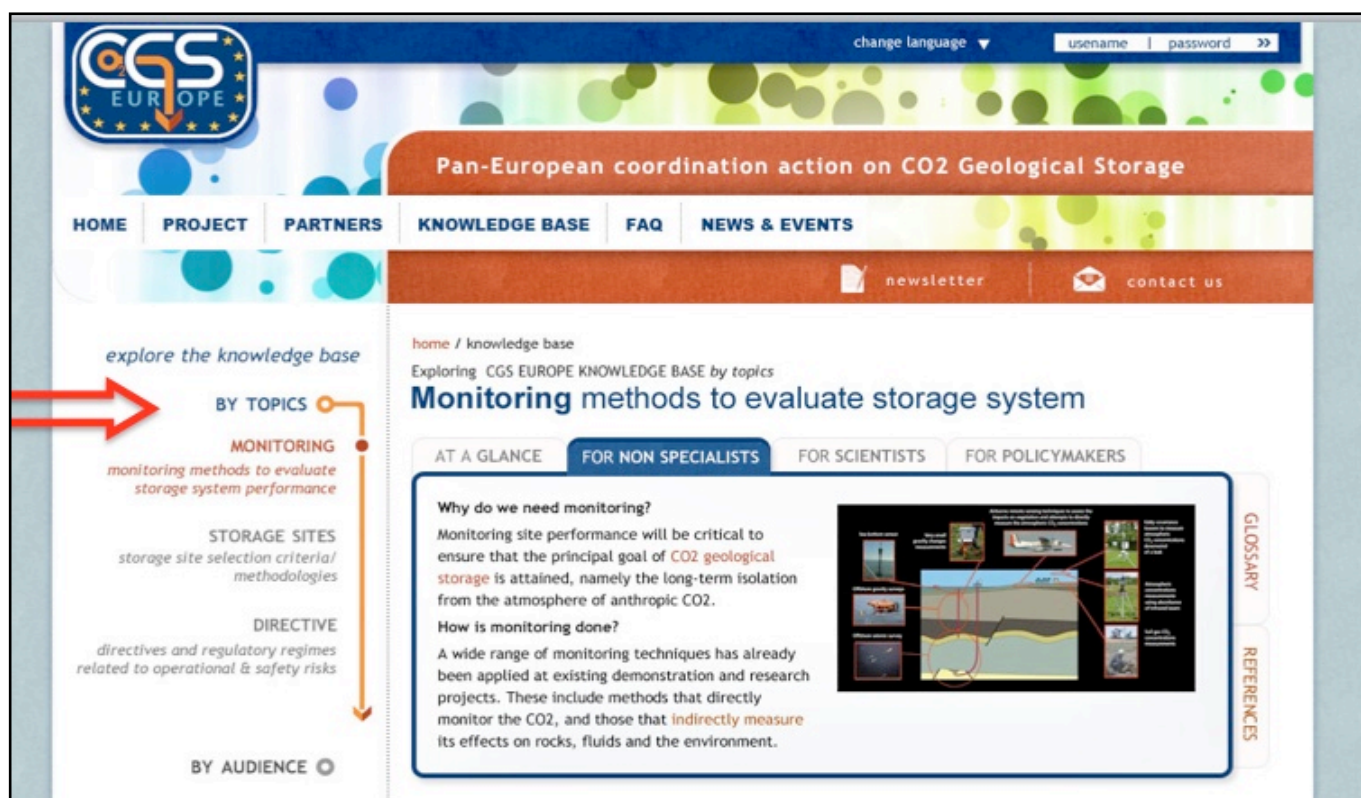 CO2GS
EUROPE
change language
usename | password »
Pan-European coordination action on CO2 Geological Storage
HOME PROJECT PARTNERS KNOWLEDGE BASE FAQ NEWS & EVENTS
newsletter contact us
explore the knowledge base
BY TOPICS
MONITORING
monitoring methods to evaluate
storage system performance
STORAGE SITES
storage site selection criteria/
methodologies
DIRECTIVE
directives and regulatory regimes
related to operational & safety risks
BY AUDIENCE
home / knowledge base
Exploring CGS EUROPE KNOWLEDGE BASE by topics
Monitoring methods to evaluate storage system
AT A GLANCE FOR NON SPECIALISTS FOR SCIENTISTS FOR POLICYMAKERS
Why do we need monitoring?
Monitoring site performance will be critical to
ensure that the principal goal of CO2 geological
storage is attained, namely the long-term isolation
from the atmosphere of anthropic CO2.
How is monitoring done?
A wide range of monitoring techniques has already
been applied at existing demonstration and research
projects. These include methods that directly
monitor the CO2, and those that indirectly measure
its effects on rocks, fluids and the environment.
GLOSSARY
REFERENCES